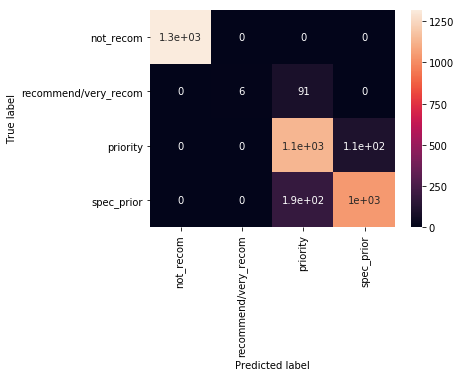 not_recom 1.3e+03 0 0 0
recommend/very_recom 0 6 91 0
priority 0 0 1.1e+03 1.1e+02
spec_prior 0 0 1.9e+02 1e+03
True label
not_recom
recommend/very_recom
priority
spec_prior
Predicted label
1250
1000
750
500
250
0